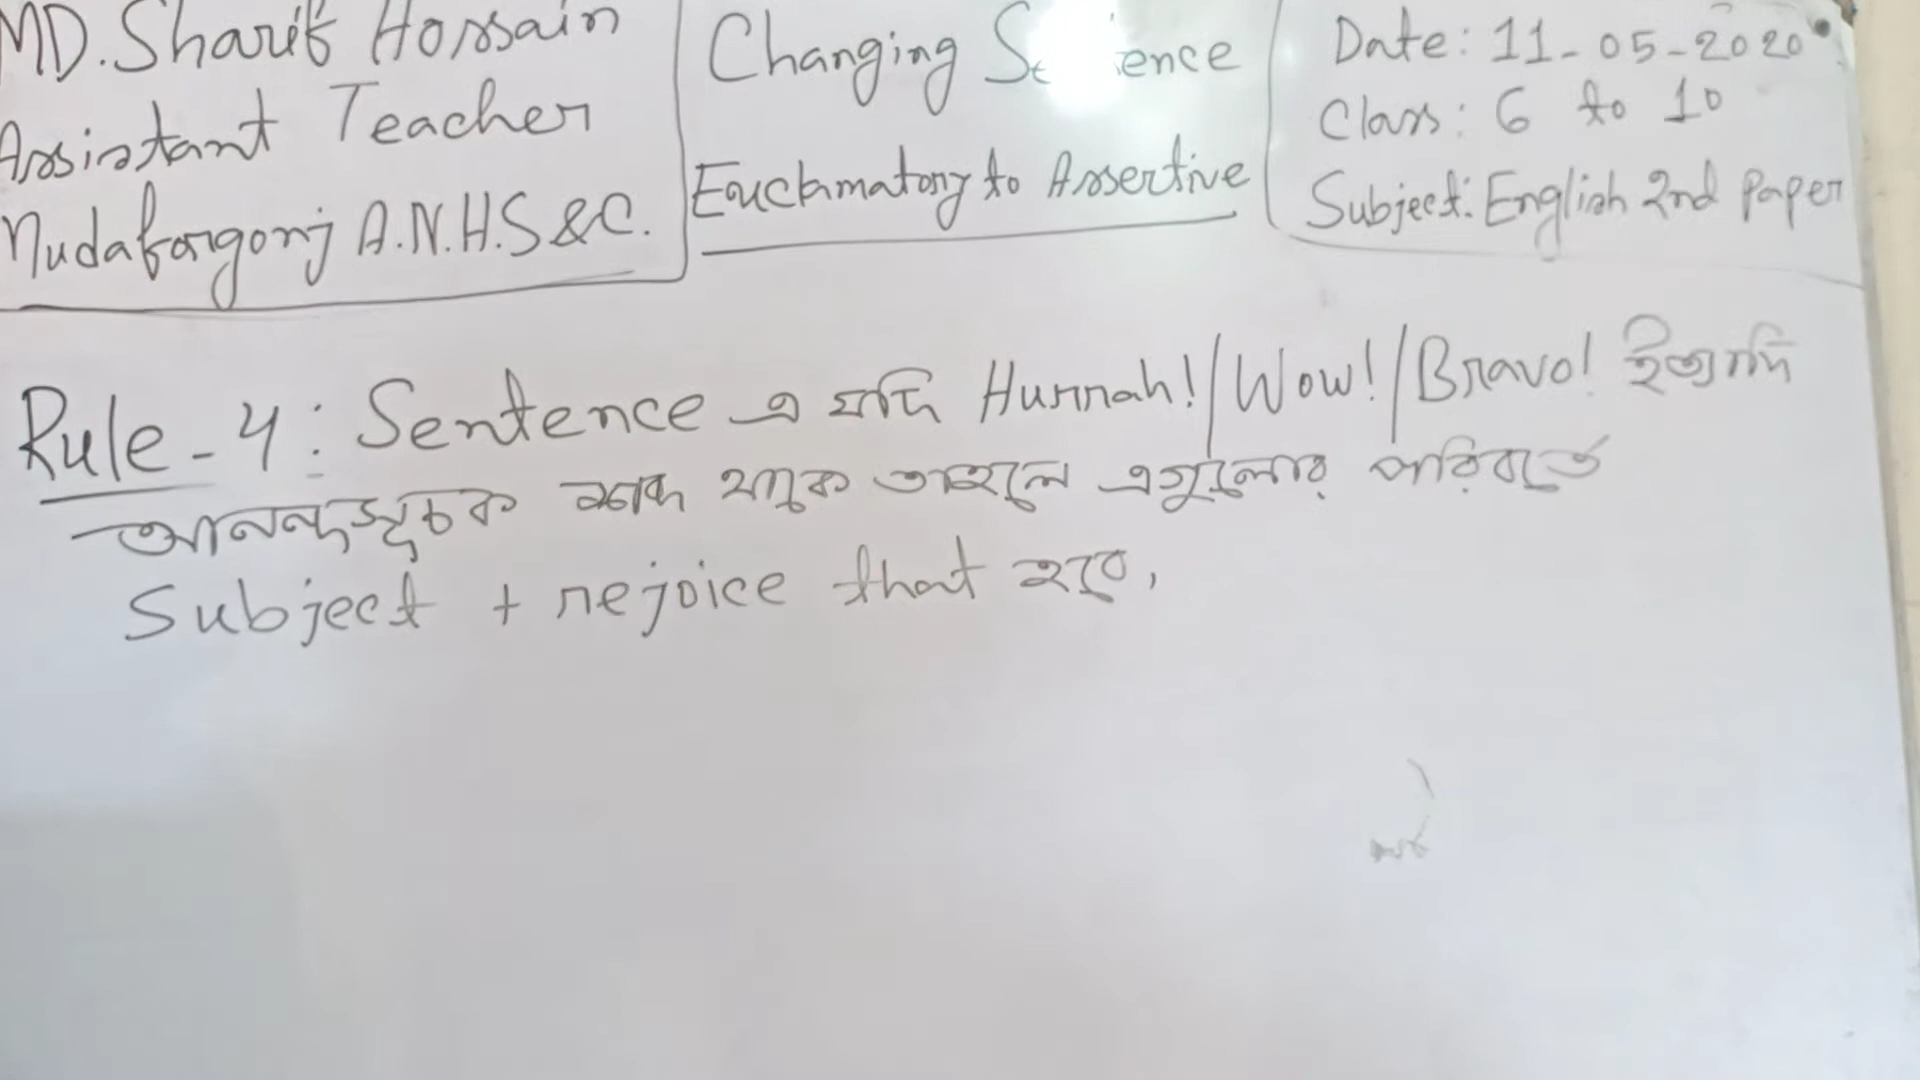 MD. Sharif Hossain
Assistant Teacher
Mudafargonj A.N.H.S &C.
Changing Se ence
Exclamatory to Assertive
Date: 11-05-2020
Class: 6 to 10
Subject: English 2nd Paper
Rule-4: Sentence এ যদি Hurrah!/Wow!/Bravo! ইত্যাদি
আনন্দসূচক শব্দ থাকে তাহলে এগুলোর পরিবর্তে
Subject + rejoice that হবে,